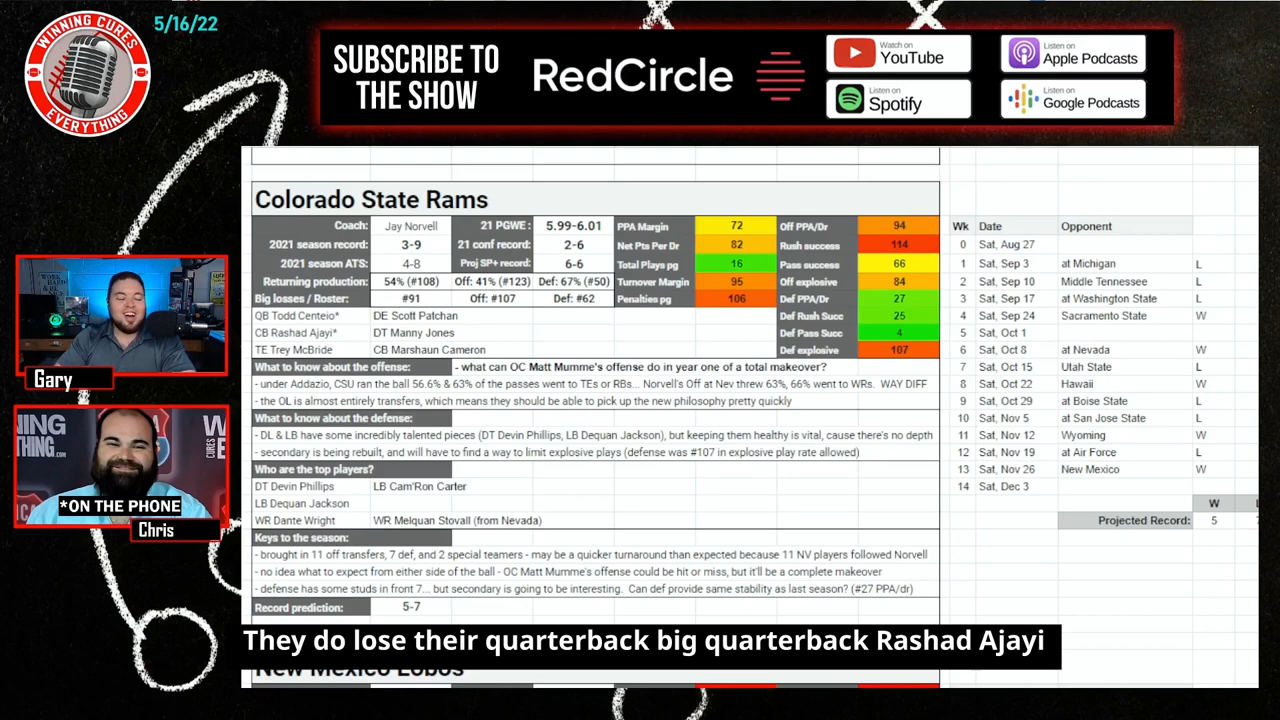 5/16/22
WINNING CURES
EVERYTHING
SUBSCRIBE TO
THE SHOW
RedCircle
Watch on
YouTube
Listen on
Apple Podcasts
Listen on
Spotify
Listen on
Google Podcasts
Colorado State Rams
Coach: Jay Norvell 21 PGWE: 5.99-6.01 PPA Margin 72 Off PPA/Dr 94
2021 season record: 3-9 21 conf record: 2-6 Net Pts Per Dr 82 Rush success 114
2021 season ATS: 4-8 Proj SP+ record: 6-6 Total Plays pg 16 Pass success 66
Returning production: 54% (#108) Off: 41% (#123) Def: 67% (#50) Turnover Margin 95 Off explosive 84
Big losses / Roster: #91 Off: #107 Def: #62 Penalties pg 106 Def PPA/Dr 27
QB Todd Centeio* DE Scott Patchan Def Rush Succ 25
CB Rashad Ajayi* DT Manny Jones Def Pass Succ 4
TE Trey McBride CB Marshaun Cameron Def explosive 107
What to know about the offense: - what can OC Matt Mumme's offense do in year one of a total makeover?
- under Addazio, CSU ran the ball 56.6% & 63% of the passes went to TEs or RBs... Norvell's Off at Nev threw 63%, 66% went to WRs. WAY DIFF
- the OL is almost entirely transfers, which means they should be able to pick up the new philosophy pretty quickly
What to know about the defense:
- DL & LB have some incredibly talented pieces (DT Devin Phillips, LB Dequan Jackson), but keeping them healthy is vital, cause there's no depth
- secondary is being rebuilt, and will have to find a way to limit explosive plays (defense was #107 in explosive play rate allowed)
Who are the top players?
DT Devin Phillips LB Cam'Ron Carter
LB Dequan Jackson
WR Dante Wright WR Melquan Stovall (from Nevada)
Keys to the season:
- brought in 11 off transfers, 7 def, and 2 special teamers - may be a quicker turnaround than expected because 11 NV players followed Norvell
- no idea what to expect from either side of the ball - OC Matt Mumme's offense could be hit or miss, but it'll be a complete makeover
- defense has some studs in front 7... but secondary is going to be interesting. Can def provide same stability as last season? (#27 PPA/dr)
Record prediction: 5-7
Wk Date Opponent
0 Sat, Aug 27
1 Sat, Sep 3 at Michigan L
2 Sat, Sep 10 Middle Tennessee L
3 Sat, Sep 17 at Washington State L
4 Sat, Sep 24 Sacramento State W
5 Sat, Oct 1
6 Sat, Oct 8 at Nevada W
7 Sat, Oct 15 Utah State L
8 Sat, Oct 22 Hawaii W
9 Sat, Oct 29 at Boise State L
10 Sat, Nov 5 at San Jose State L
11 Sat, Nov 12 Wyoming W
12 Sat, Nov 19 at Air Force L
13 Sat, Nov 26 New Mexico W
14 Sat, Dec 3
W
Projected Record: 5
Gary
*ON THE PHONE
Chris
They do lose their quarterback big quarterback Rashad Ajayi
New Mexico Lobos